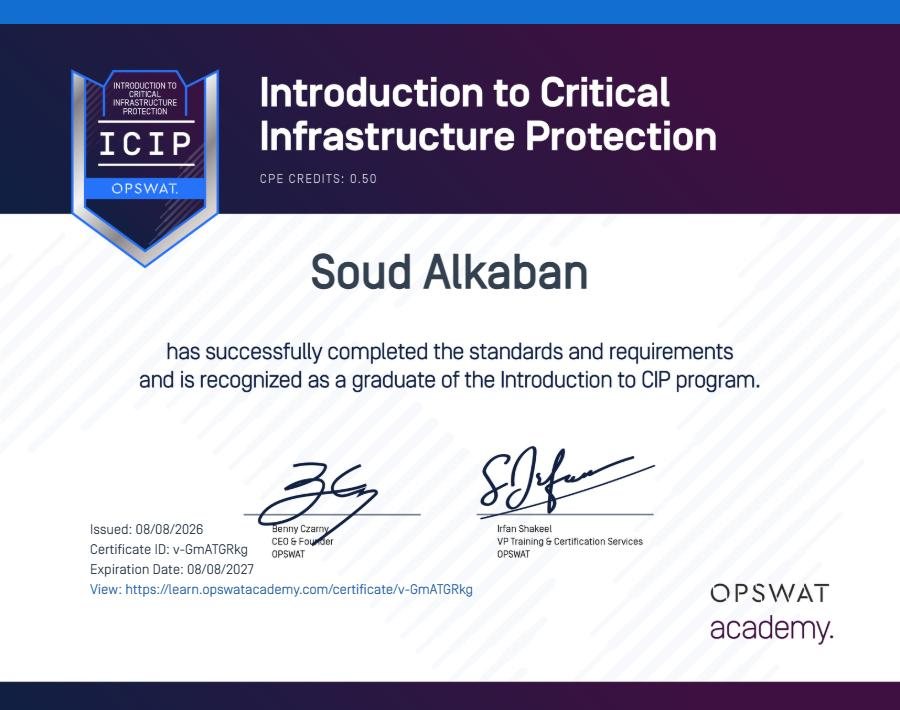 INTRODUCTION TO
CRITICAL
INFRASTRUCTURE
PROTECTION
ICIP
OPSWAT.
Introduction to Critical
Infrastructure Protection
CPE CREDITS: 0.50
Soud Alkaban
has successfully completed the standards and requirements
and is recognized as a graduate of the Introduction to CIP program.
Benny Czarny
CEO & Founder
OPSWAT
Irfan Shakeel
VP Training & Certification Services
OPSWAT
Issued: 08/08/2026
Certificate ID: v-GmATGRkg
Expiration Date: 08/08/2027
View: https://learn.opswatacademy.com/certificate/v-GmATGRkg
OPSWAT
academy.